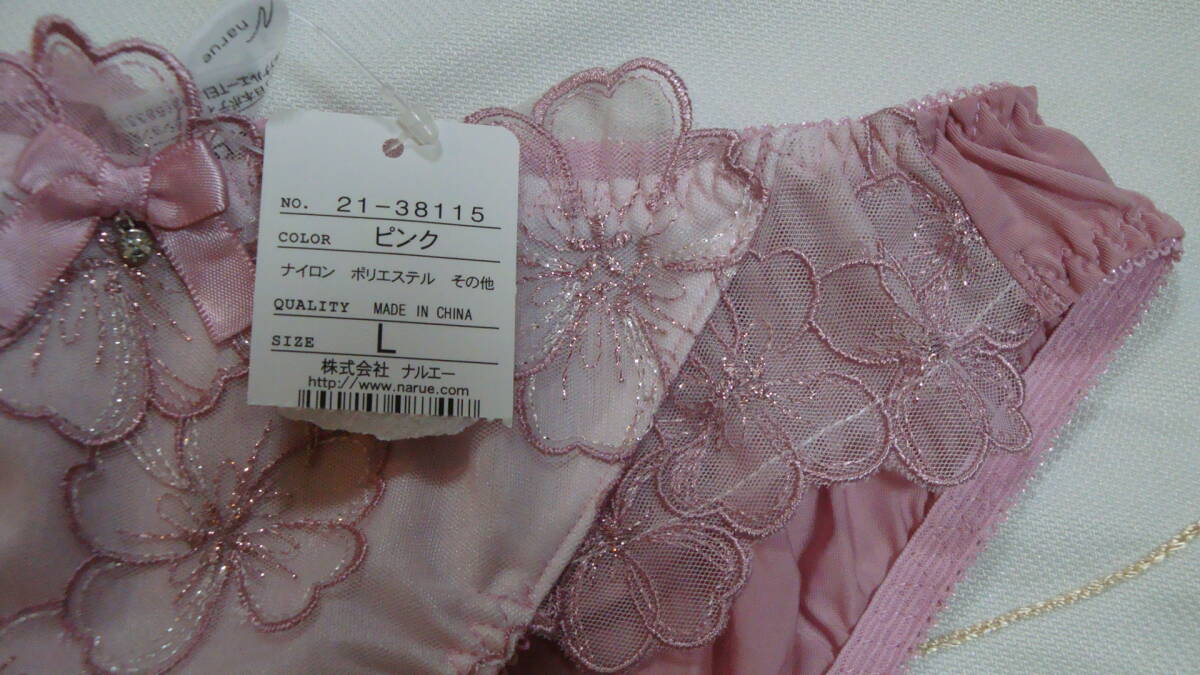 narue
NO. 21-38115
COLOR ピンク
ナイロン ポリエステル その他
QUALITY MADE IN CHINA
SIZE L
株式会社 ナルエー
http://www.narue.com